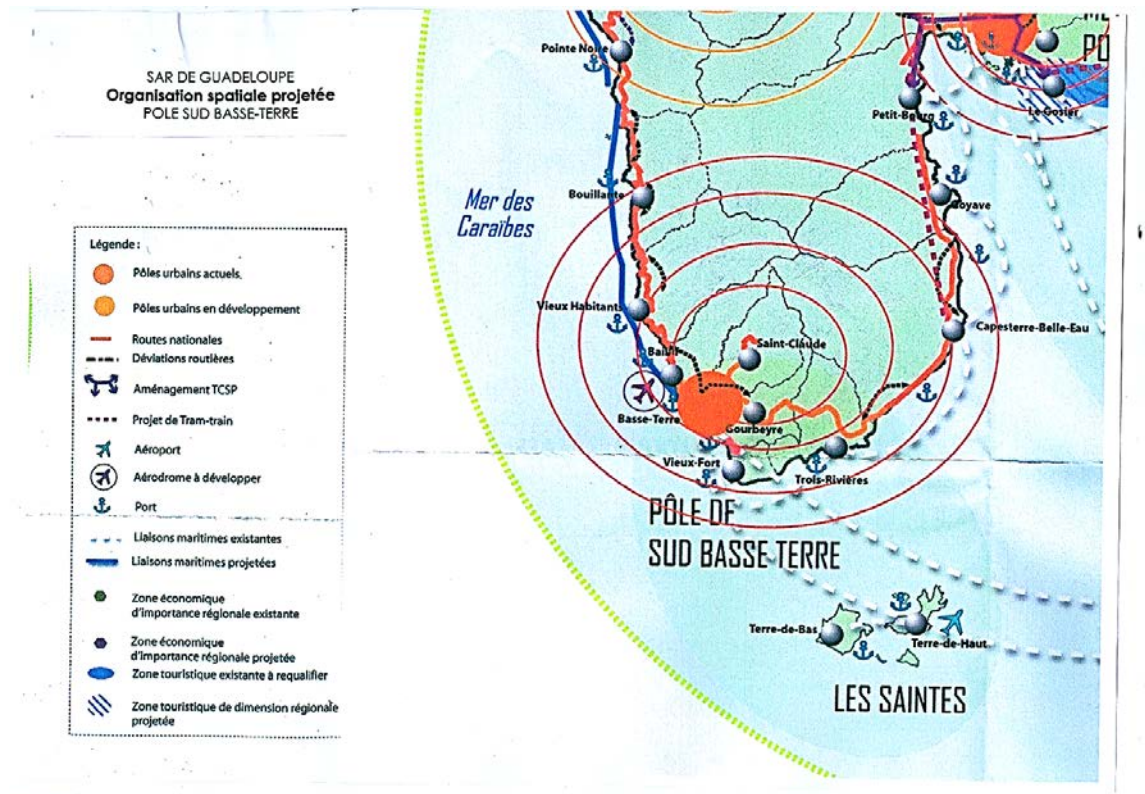 SAR DE GUADELOUPE
Organisation spatiale projetée
POLE SUD BASSE-TERRE
Légende :
Pôles urbains actuels
Pôles urbains en développement
Routes nationales
Déviations routières
Aménagement TCSP
Projet de Tram-train
Aéroport
Aérodrome à développer
Port
Liaisons maritimes existantes
Liaisons maritimes projetées
Zone économique
d'importance régionale existante
Zone économique
d'importance régionale projetée
Zone touristique existante à requalifier
Zone touristique de dimension régionale
projetée
Pointe Noire
PO
Petit-Bourg
Le Gosier
Mer des
Caraïbes
Bouillante
Goyave
Vieux Habitants
Capesterre-Belle-Eau
Saint-Claude
Baillif
Basse-Terre
Gourbeyre
Vieux-Fort
Trois-Rivières
PÔLE DE
SUD BASSE TERRE
Terre-de-Bas
Terre-de-Haut
LES SAINTES